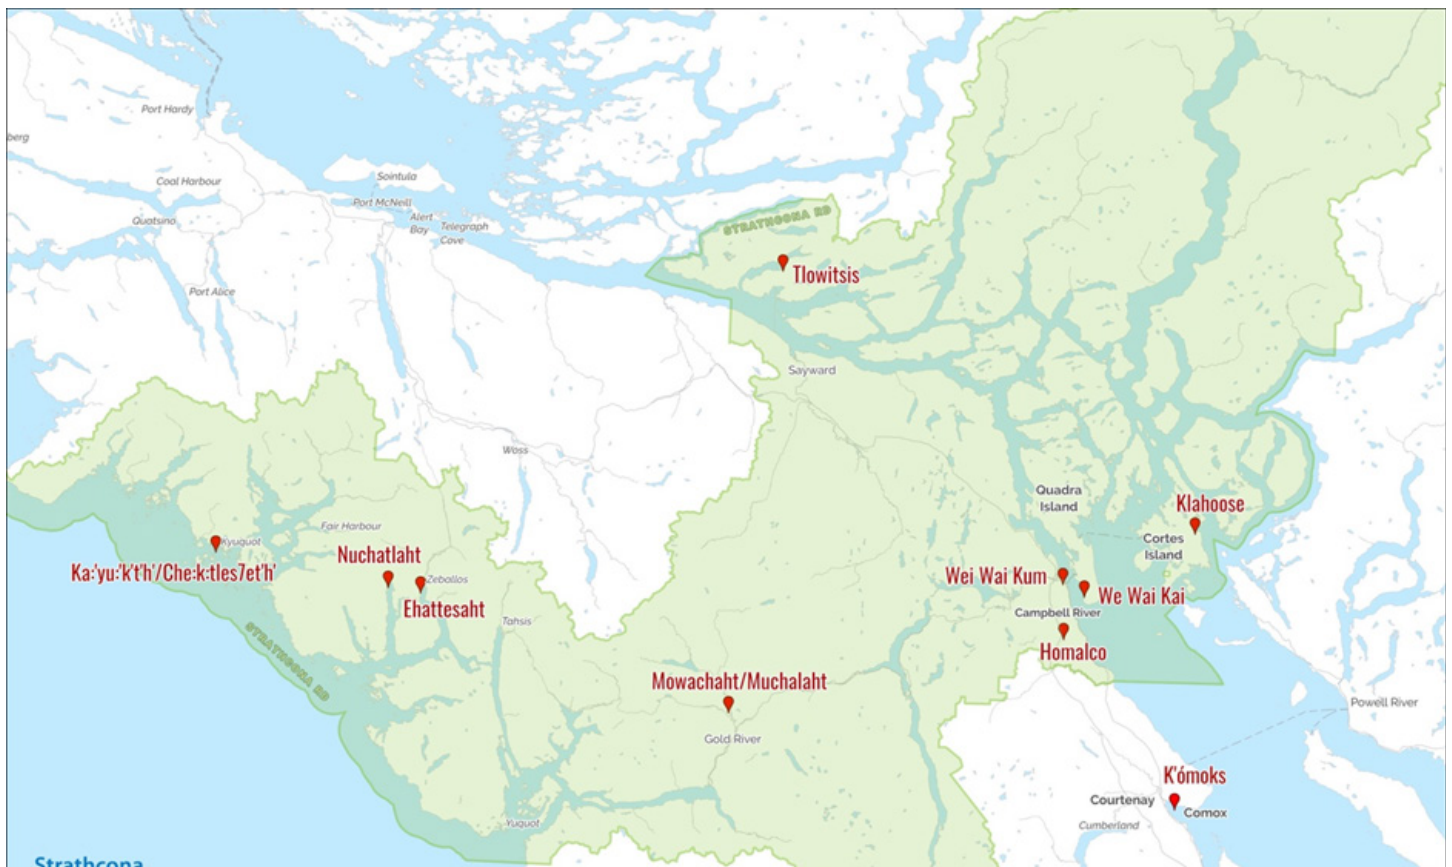 Port Hardy
berg
Coal Harbour
Quatsino
Sointula
Port McNeill
Alert
Bay
Telegraph
Cove
Port Alice
STRATHCONA RD
Tlowitsis
Sayward
Woss
Quadra
Island
Klahoose
Cortes
Island
Kyuquot
Fair Harbour
Ka:'yu:'k't'h'/Che:k:tles7et'h'
Nuchatlaht
Zeballos
Ehattesaht
Wei Wai Kum
We Wai Kai
Campbell River
Homalco
Tahsis
STRATHCONA RD
Mowachaht/Muchalaht
Gold River
Powell River
K'ómoks
Courtenay
Comox
Cumberland
Yuquot
Strathcona